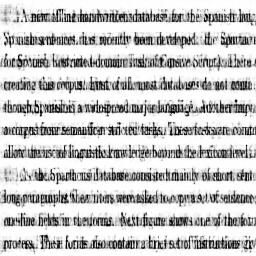 A new offline handwritten database for the Spanish language
Spanish sentences, has recently been developed: the Spartacus
for Spanish Restricted-domain Task of Cursive Script). There
creating this corpus. First of all, most databases do not contain
though Spanish is a widespread major language. Another important
a corpus from semantic-restricted tasks. These tasks are commonly
allow the use of linguistic knowledge beyond the lexicon level
As the Spartacus database consisted mainly of short sentences
long paragraphs, the writers were asked to copy a set of sentences
one-line fields in the forms. Next figure shows one of the forms
process. These forms also contain a brief set of instructions given